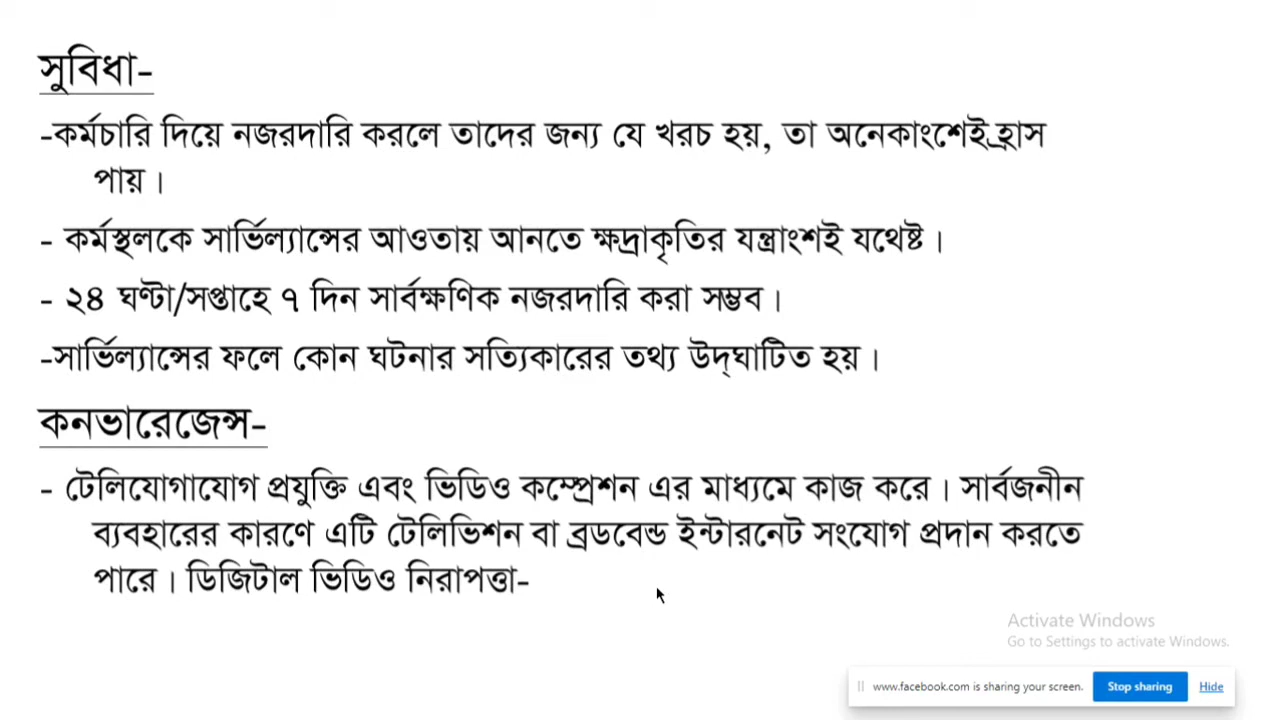 সুবিধা-
-কর্মচারি দিয়ে নজরদারি করলে তাদের জন্য যে খরচ হয়, তা অনেকাংশেই হ্রাস
পায়।
- কর্মস্থলকে সার্ভিল্যান্সের আওতায় আনতে ক্ষদ্রাকৃতির যন্ত্রাংশই যথেষ্ট।
- ২৪ ঘণ্টা/সপ্তাহে ৭ দিন সার্বক্ষণিক নজরদারি করা সম্ভব।
-সার্ভিল্যান্সের ফলে কোন ঘটনার সত্যিকারের তথ্য উদ্‌ঘাটিত হয়।
কনভারেজেন্স-
- টেলিযোগাযোগ প্রযুক্তি এবং ভিডিও কম্প্রেশন এর মাধ্যমে কাজ করে। সার্বজনীন
ব্যবহারের কারণে এটি টেলিভিশন বা ব্রডবেন্ড ইন্টারনেট সংযোগ প্রদান করতে
পারে। ডিজিটাল ভিডিও নিরাপত্তা-
Activate Windows
Go to Settings to activate Windows.
www.facebook.com is sharing your screen. Stop sharing Hide